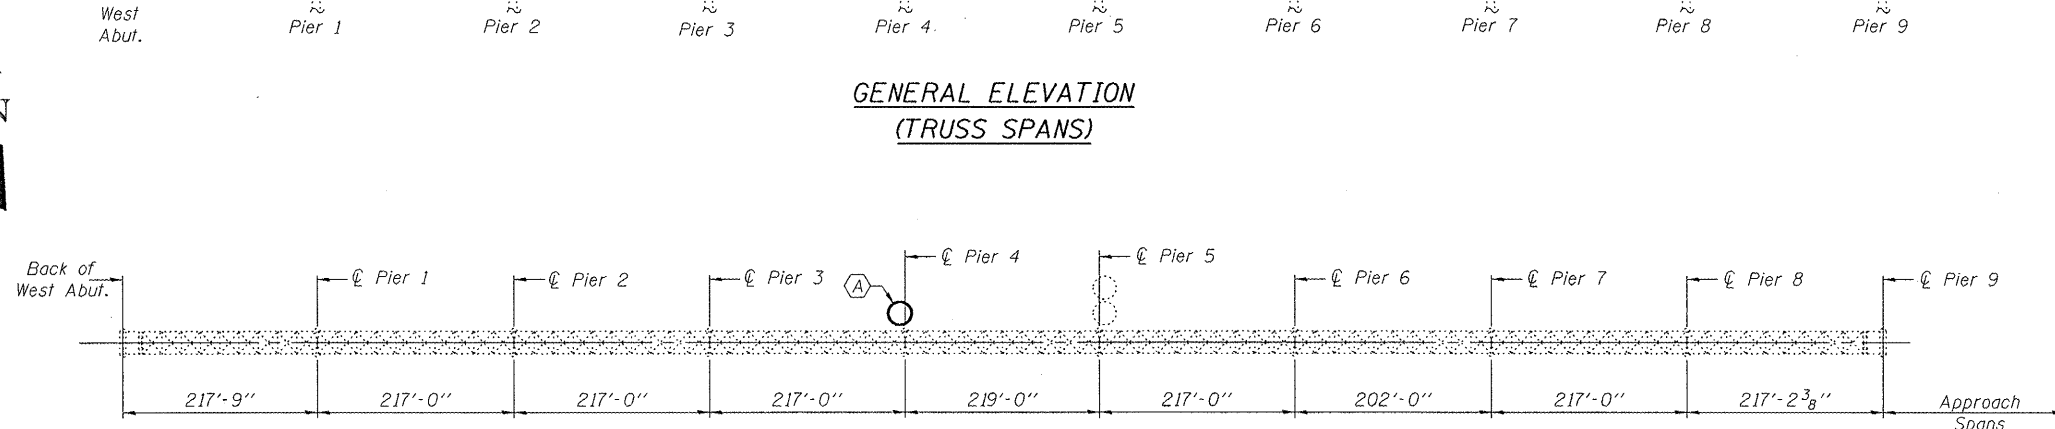 West
Abut.
Pier 1
Pier 2
Pier 3
Pier 4
Pier 5
Pier 6
Pier 7
Pier 8
Pier 9
N
GENERAL ELEVATION
(TRUSS SPANS)
Back of
West Abut.
℄ Pier 1
℄ Pier 2
℄ Pier 3
A
℄ Pier 4
℄ Pier 5
℄ Pier 6
℄ Pier 7
℄ Pier 8
℄ Pier 9
217'-9"
217'-0"
217'-0"
217'-0"
219'-0"
217'-0"
202'-0"
217'-0"
217'-2 3/8"
Approach
Spans